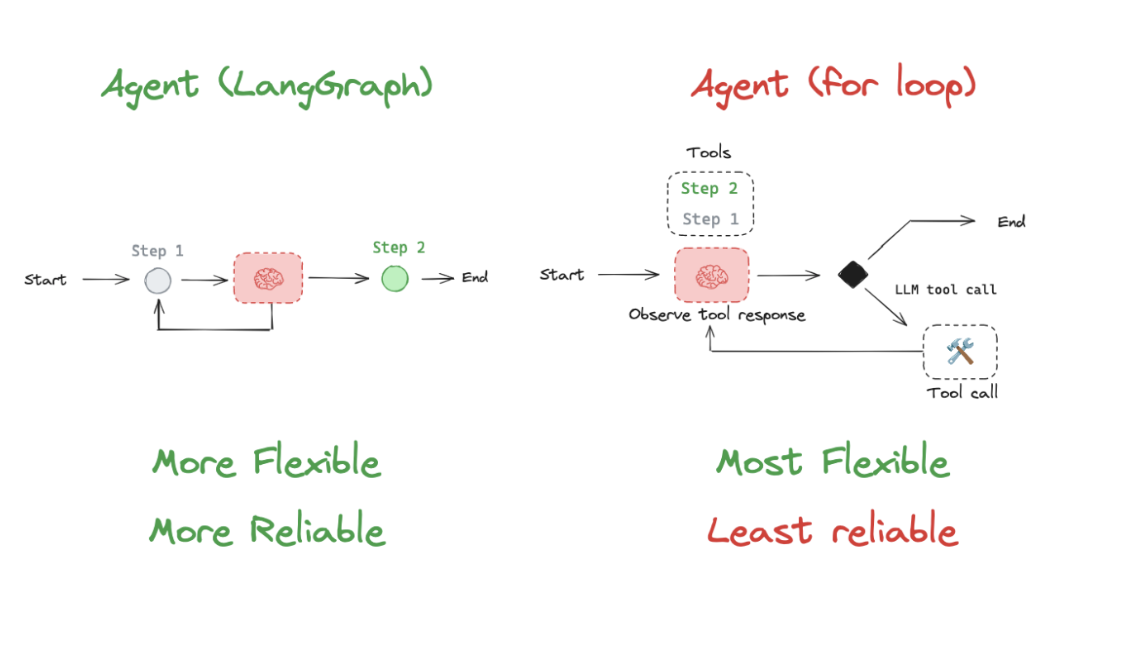 Agent (LangGraph)
Step 1
Step 2
Start
End
More Flexible
More Reliable
Agent (for loop)
Tools
Step 2
Step 1
Start
Observe tool response
End
LLM tool call
Tool call
Most Flexible
Least reliable